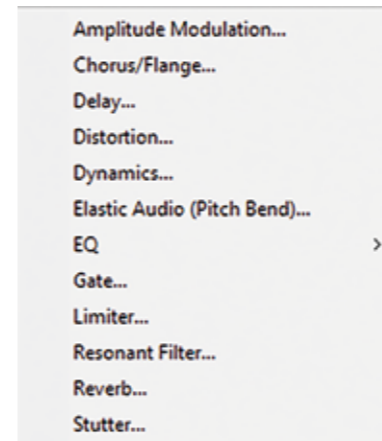 Amplitude Modulation...
Chorus/Flange...
Delay...
Distortion...
Dynamics...
Elastic Audio (Pitch Bend)...
EQ
Gate...
Limiter...
Resonant Filter...
Reverb...
Stutter...